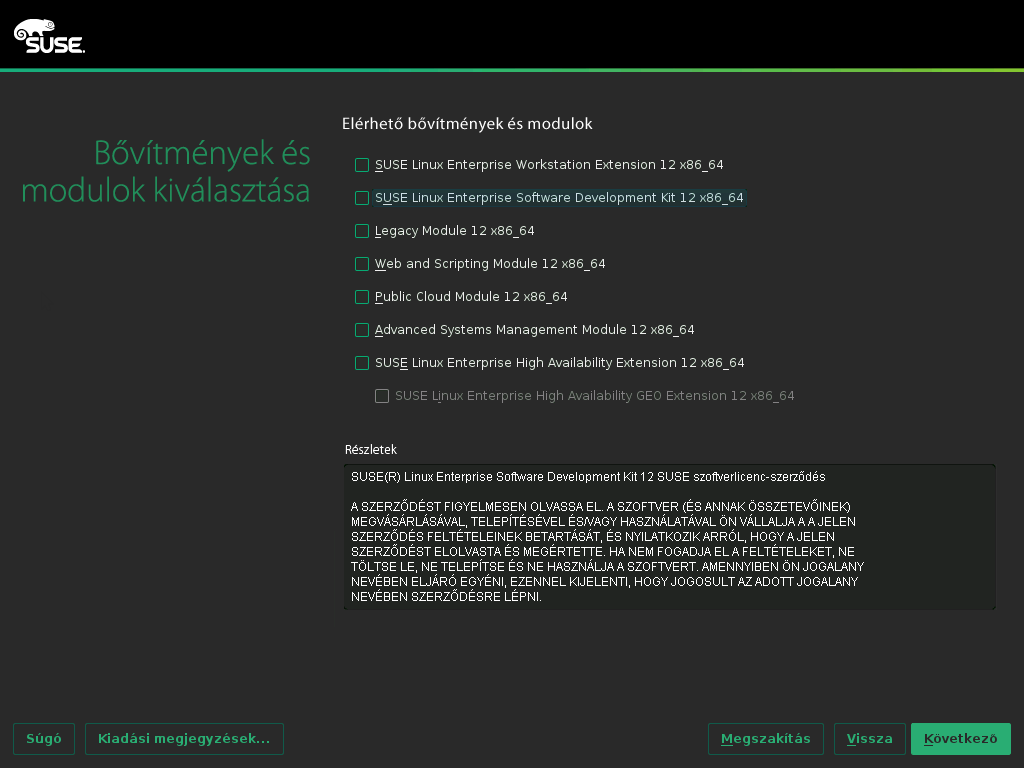 SUSE.
Bővítmények és
modulok kiválasztása
Elérhető bővítmények és modulok
SUSE Linux Enterprise Workstation Extension 12 x86_64
SUSE Linux Enterprise Software Development Kit 12 x86_64
Legacy Module 12 x86_64
Web and Scripting Module 12 x86_64
Public Cloud Module 12 x86_64
Advanced Systems Management Module 12 x86_64
SUSE Linux Enterprise High Availability Extension 12 x86_64
SUSE Linux Enterprise High Availability GEO Extension 12 x86_64
Részletek
SUSE(R) Linux Enterprise Software Development Kit 12 SUSE szoftverlicenc-szerződés
A SZERZŐDÉST FIGYELMESEN OLVASSA EL. A SZOFTVER (ÉS ANNAK ÖSSZETEVŐINEK)
MEGVÁSÁRLÁSÁVAL, TELEPÍTÉSÉVEL ÉS/VAGY HASZNÁLATÁVAL ÖN VÁLLALJA A A JELEN
SZERZŐDÉS FELTÉTELEINEK BETARTÁSÁT, ÉS NYILATKOZIK ARRÓL, HOGY A JELEN
SZERZŐDÉST ELOLVASTA ÉS MEGÉRTETTE. HA NEM FOGADJA EL A FELTÉTELEKET, NE
TÖLTSE LE, NE TELEPÍTSE ÉS NE HASZNÁLJA A SZOFTVERT. AMENNYIBEN ÖN JOGALANY
NEVÉBEN ELJÁRÓ EGYÉNI, EZENNEL KIJELENTI, HOGY JOGOSULT AZ ADOTT JOGALANY
NEVÉBEN SZERZŐDÉSRE LÉPNI.
Súgó
Kiadási megjegyzések...
Megszakítás
Vissza
Következő